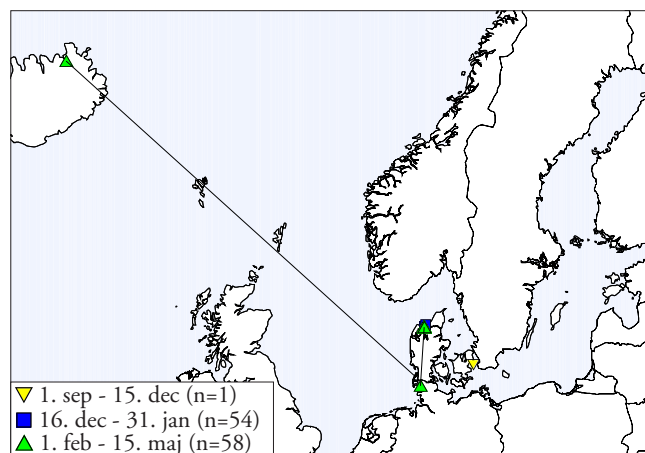 1. sep - 15. dec (n=1)
16. dec - 31. jan (n=54)
1. feb - 15. maj (n=58)